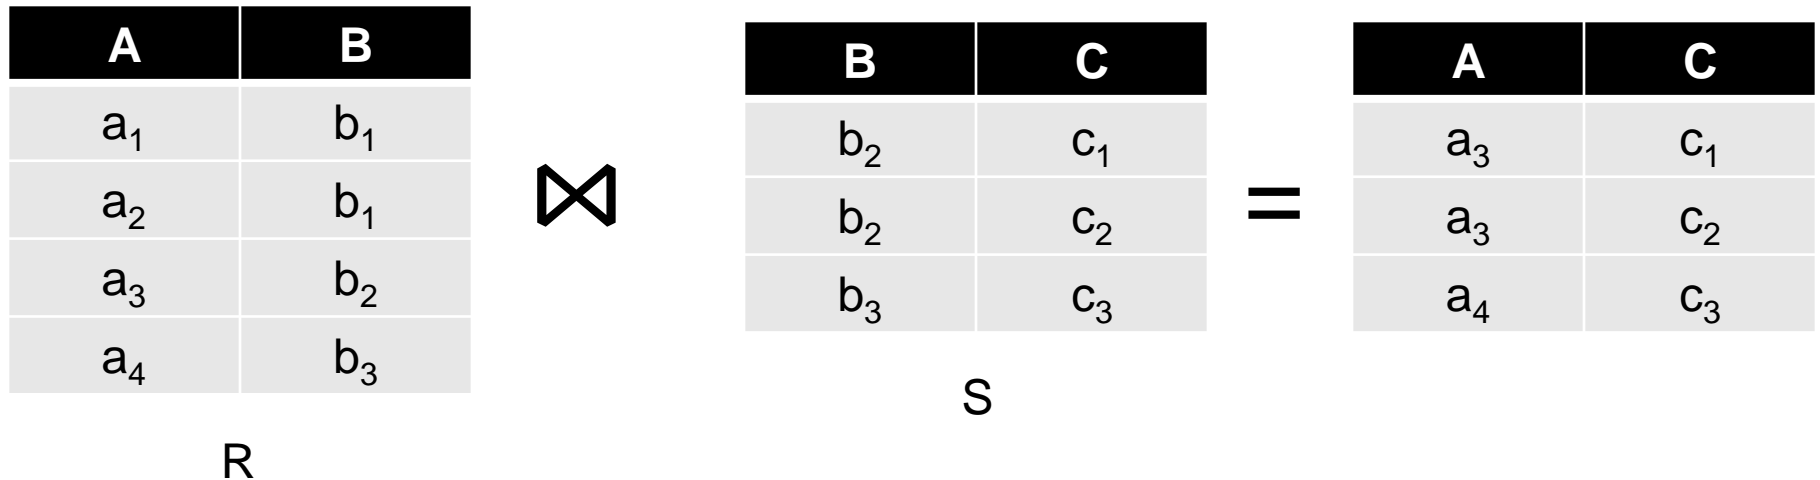 A B
a₁ b₁
a₂ b₁
a₃ b₂
a₄ b₃
R
⋈
B C
b₂ c₁
b₂ c₂
b₃ c₃
S
=
A C
a₃ c₁
a₃ c₂
a₄ c₃